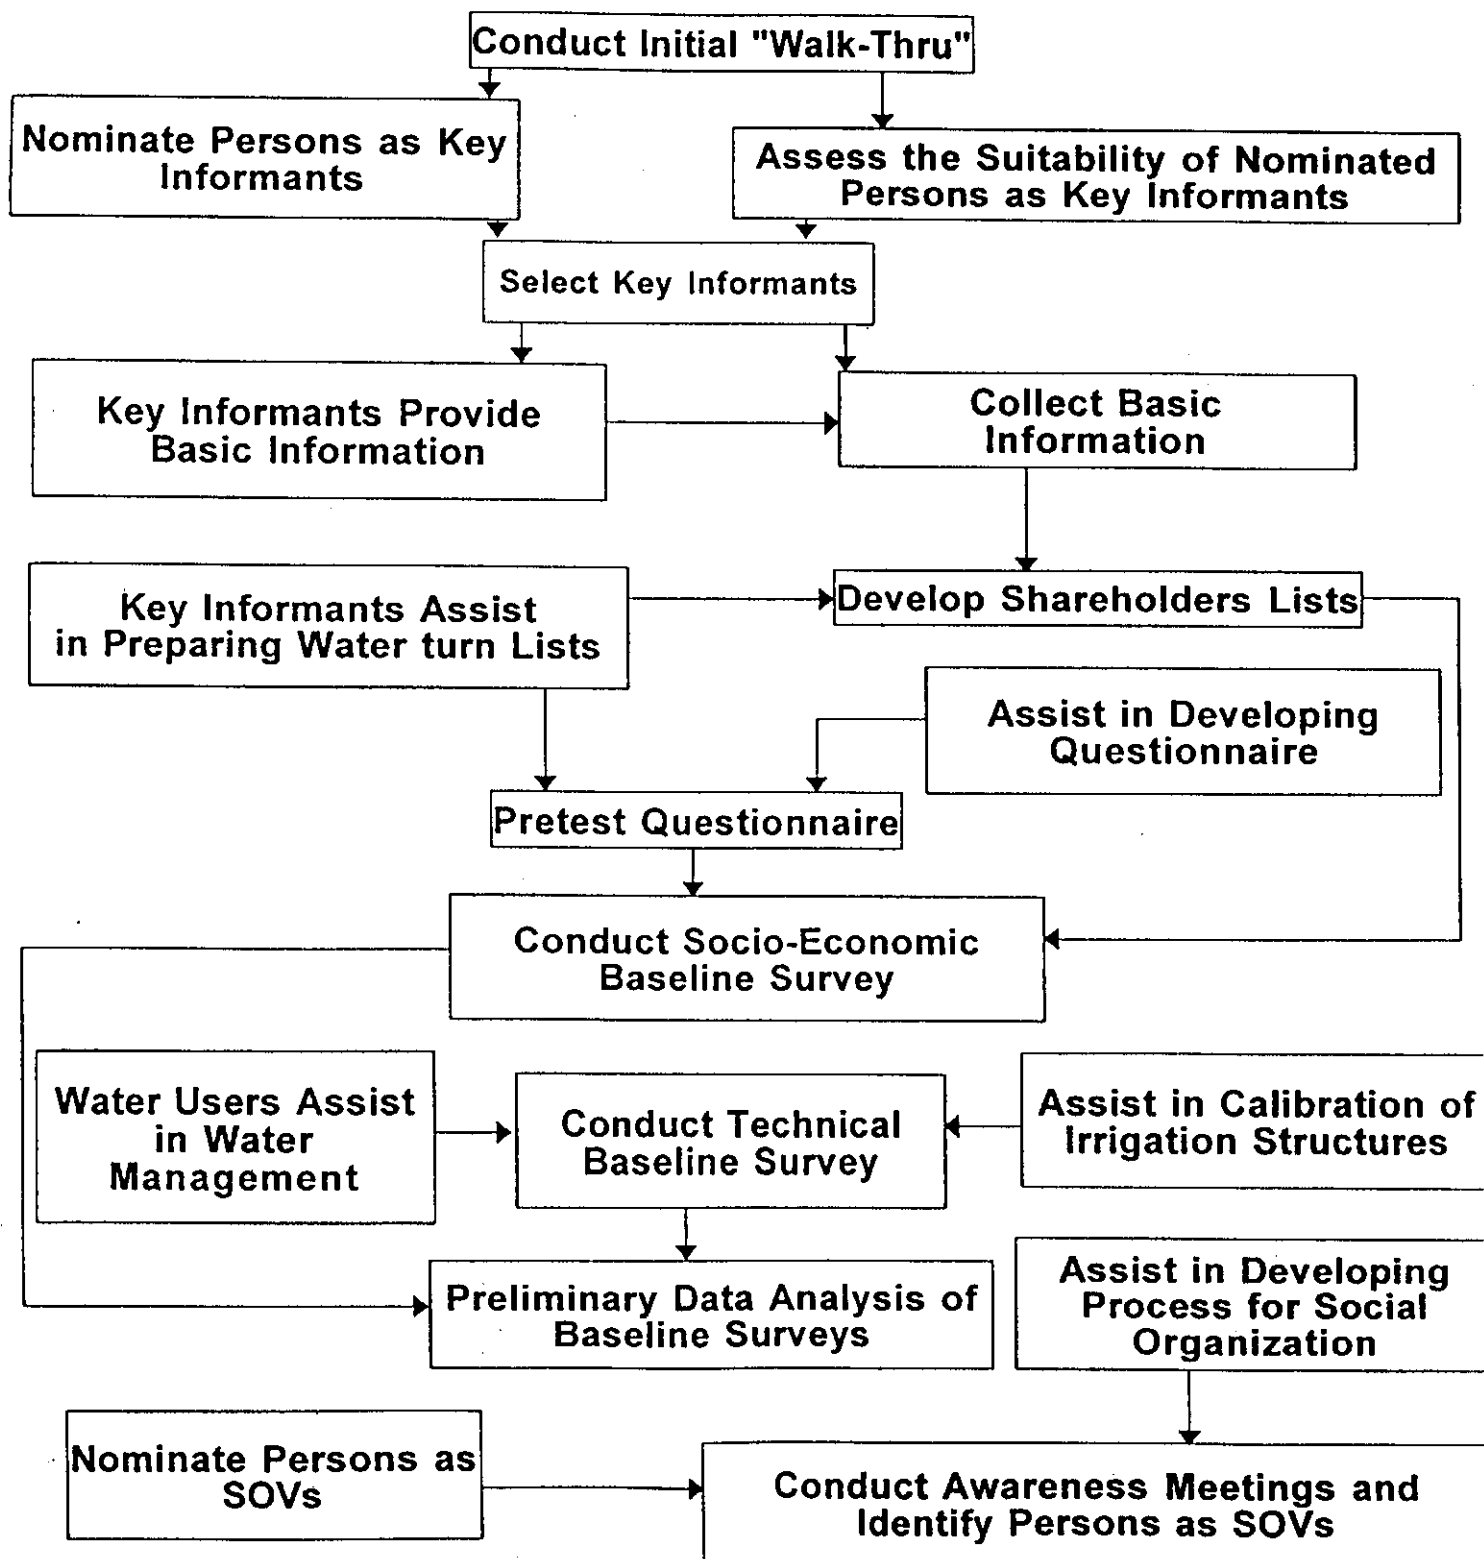 Conduct Initial "Walk-Thru"
Nominate Persons as Key
Informants
Assess the Suitability of Nominated
Persons as Key Informants
Select Key Informants
Key Informants Provide
Basic Information
Collect Basic
Information
Key Informants Assist
in Preparing Water turn Lists
Develop Shareholders Lists
Assist in Developing
Questionnaire
Pretest Questionnaire
Conduct Socio-Economic
Baseline Survey
Water Users Assist
in Water
Management
Conduct Technical
Baseline Survey
Assist in Calibration of
Irrigation Structures
Preliminary Data Analysis of
Baseline Surveys
Assist in Developing
Process for Social
Organization
Nominate Persons as
SOVs
Conduct Awareness Meetings and
Identify Persons as SOVs